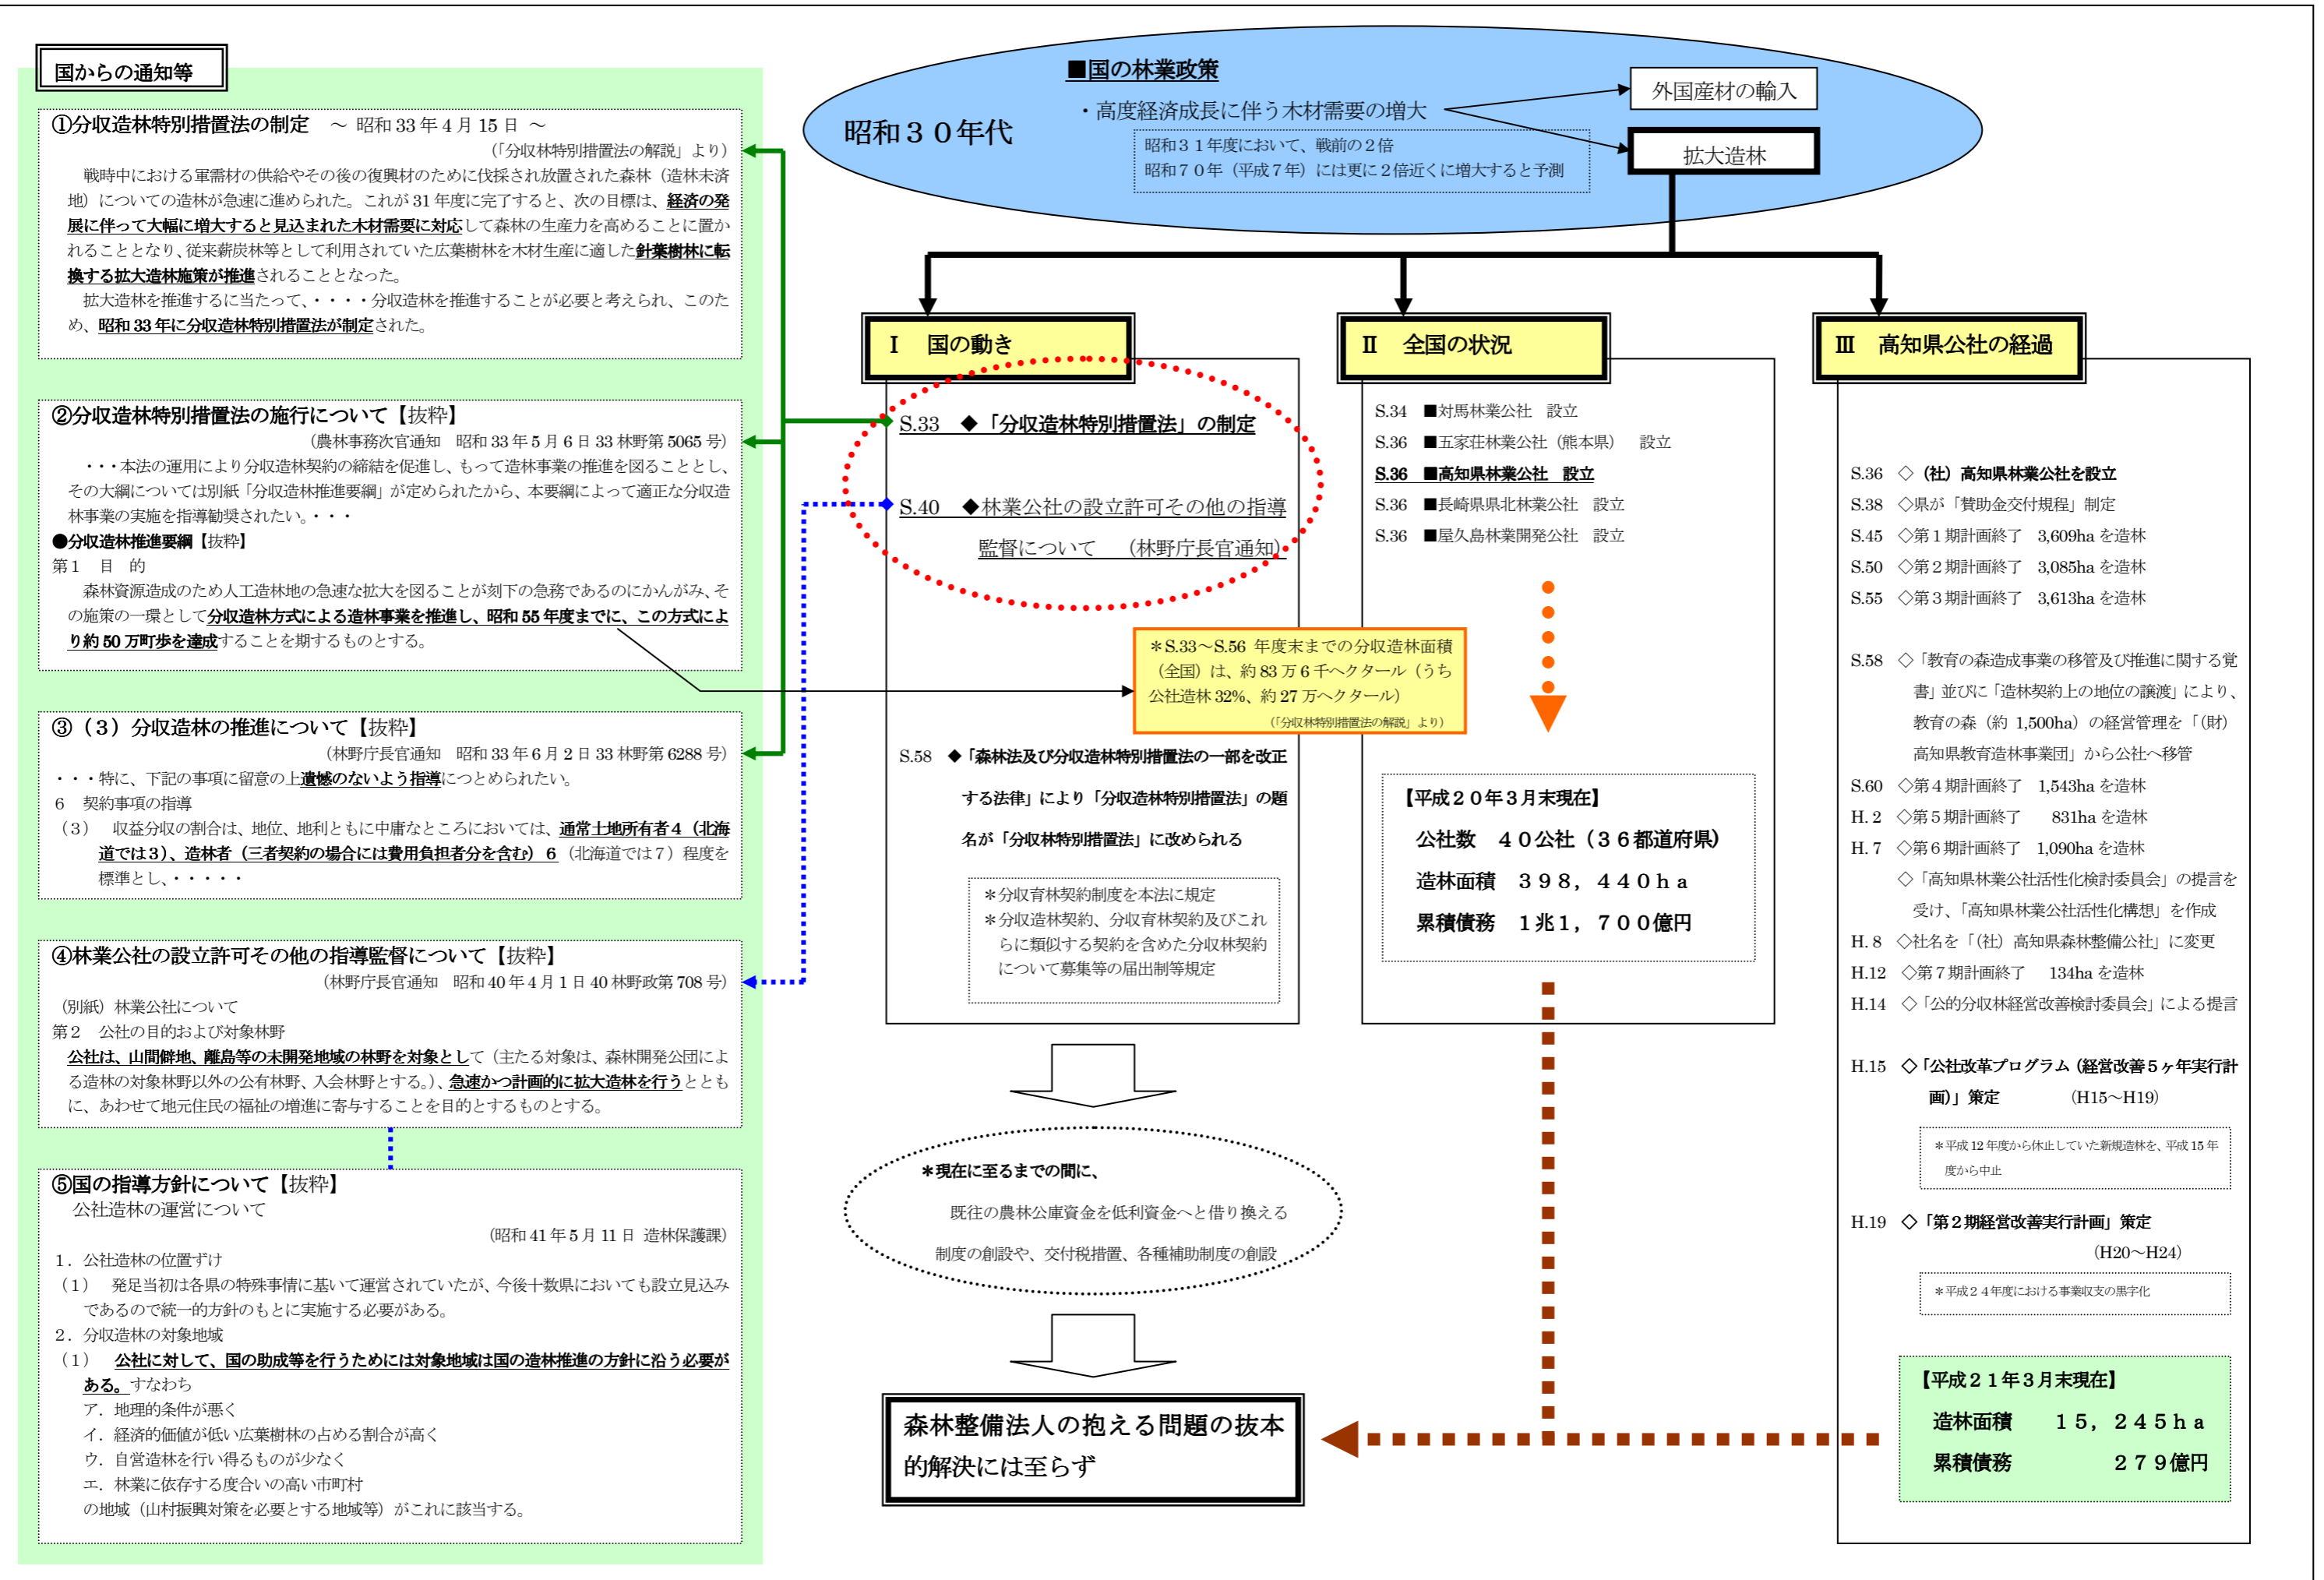 国からの通知等
①分収造林特別措置法の制定　～ 昭和 33 年 4 月 15 日 ～
（「分収林特別措置法の解説」より）
戦時中における軍需材の供給やその後の復興材のために伐採され放置された森林（造林未済
地）についての造林が急速に進められた。これが 31 年度に完了すると、次の目標は、経済の発
展に伴って大幅に増大すると見込まれた木材需要に対応して森林の生産力を高めることに置か
れることとなり、従来薪炭林等として利用されていた広葉樹林を木材生産に適した針葉樹林に転
換する拡大造林施策が推進されることとなった。
拡大造林を推進するに当たって、・・・・分収造林を推進することが必要と考えられ、このた
め、昭和 33 年に分収造林特別措置法が制定された。
②分収造林特別措置法の施行について【抜粋】
（農林事務次官通知　昭和 33 年 5 月 6 日 33 林野第 5065 号）
・・・本法の運用により分収造林契約の締結を促進し、もって造林事業の推進を図ることとし、
その大綱については別紙「分収造林推進要綱」が定められたから、本要綱によって適正な分収造
林事業の実施を指導勧奨されたい。・・・
●分収造林推進要綱【抜粋】
第１　目　的
森林資源造成のため人工造林地の急速な拡大を図ることが刻下の急務であるのにかんがみ、そ
の施策の一環として分収造林方式による造林事業を推進し、昭和 55 年度までに、この方式によ
り約 50 万町歩を達成することを期するものとする。
③（３）分収造林の推進について【抜粋】
（林野庁長官通知　昭和 33 年 6 月 2 日 33 林野第 6288 号）
・・・特に、下記の事項に留意の上遺憾のないよう指導につとめられたい。
６　契約事項の指導
（３）　収益分収の割合は、地位、地利ともに中庸なところにおいては、通常土地所有者４（北海
道では３）、造林者（三者契約の場合には費用負担者分を含む）６（北海道では７）程度を
標準とし、・・・・・
④林業公社の設立許可その他の指導監督について【抜粋】
（林野庁長官通知　昭和 40 年 4 月 1 日 40 林野政第 708 号）
（別紙）林業公社について
第２　公社の目的および対象林野
公社は、山間僻地、離島等の未開発地域の林野を対象として（主たる対象は、森林開発公団によ
る造林の対象林野以外の公有林野、入会林野とする。）、急速かつ計画的に拡大造林を行うととも
に、あわせて地元住民の福祉の増進に寄与することを目的とするものとする。
⑤国の指導方針について【抜粋】
公社造林の運営について
（昭和 41 年 5 月 11 日 造林保護課）
１．公社造林の位置ずけ
（１）　発足当初は各県の特殊事情に基いて運営されていたが、今後十数県においても設立見込み
であるので統一的方針のもとに実施する必要がある。
２．分収造林の対象地域
（１）　公社に対して、国の助成等を行うためには対象地域は国の造林推進の方針に沿う必要が
ある。すなわち
ア．地理的条件が悪く
イ．経済的価値が低い広葉樹林の占める割合が高く
ウ．自営造林を行い得るものが少なく
エ．林業に依存する度合いの高い市町村
の地域（山村振興対策を必要とする地域等）がこれに該当する。
昭和３０年代
■国の林業政策
・高度経済成長に伴う木材需要の増大
昭和３１年度において、戦前の２倍
昭和７０年（平成７年）には更に２倍近くに増大すると予測
外国産材の輸入
拡大造林
Ⅰ　国の動き
S.33　◆「分収造林特別措置法」の制定
S.40　◆林業公社の設立許可その他の指導
監督について　（林野庁長官通知）
＊S.33～S.56 年度末までの分収造林面積
（全国）は、約 83 万 6 千ヘクタール（うち
公社造林 32%、約 27 万ヘクタール）
（「分収林特別措置法の解説」より）
S.58　◆「森林法及び分収造林特別措置法の一部を改正
する法律」により「分収造林特別措置法」の題
名が「分収林特別措置法」に改められる
＊分収育林契約制度を本法に規定
＊分収造林契約、分収育林契約及びこれ
らに類似する契約を含めた分収林契約
について募集等の届出制等規定
＊現在に至るまでの間に、
既往の農林公庫資金を低利資金へと借り換える
制度の創設や、交付税措置、各種補助制度の創設
森林整備法人の抱える問題の抜本
的解決には至らず
Ⅱ　全国の状況
S.34　■対馬林業公社　設立
S.36　■五家荘林業公社（熊本県）　設立
S.36　■高知県林業公社　設立
S.36　■長崎県県北林業公社　設立
S.36　■屋久島林業開発公社　設立
【平成２０年３月末現在】
公社数　４０公社（３６都道府県）
造林面積　３９８，４４０ｈａ
累積債務　１兆１，７００億円
Ⅲ　高知県公社の経過
S.36　◇（社）高知県林業公社を設立
S.38　◇県が「賛助金交付規程」制定
S.45　◇第１期計画終了　3,609ha を造林
S.50　◇第２期計画終了　3,085ha を造林
S.55　◇第３期計画終了　3,613ha を造林
S.58　◇「教育の森造成事業の移管及び推進に関する覚
書」並びに「造林契約上の地位の譲渡」により、
教育の森（約 1,500ha）の経営管理を「（財）
高知県教育造林事業団」から公社へ移管
S.60　◇第４期計画終了　1,543ha を造林
H. 2　◇第５期計画終了　831ha を造林
H. 7　◇第６期計画終了　1,090ha を造林
◇「高知県林業公社活性化検討委員会」の提言を
受け、「高知県林業公社活性化構想」を作成
H. 8　◇社名を「（社）高知県森林整備公社」に変更
H.12　◇第７期計画終了　134ha を造林
H.14　◇「公的分収林経営改善検討委員会」による提言
H.15　◇「公社改革プログラム（経営改善５ヶ年実行計
画）」策定　（H15～H19）
＊平成 12 年度から休止していた新規造林を、平成 15 年
度から中止
H.19　◇「第２期経営改善実行計画」策定
（H20～H24）
＊平成２４年度における事業収支の黒字化
【平成２１年３月末現在】
造林面積　１５，２４５ｈａ
累積債務　２７９億円